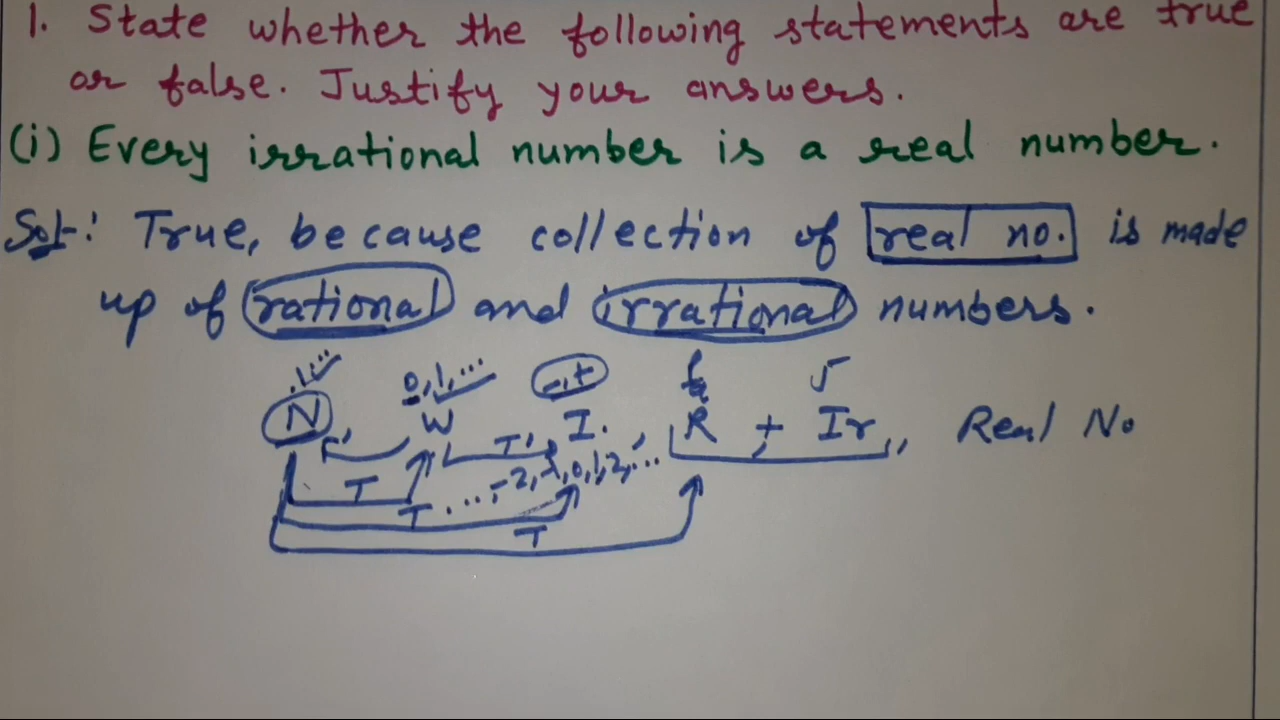 1. State whether the following statements are true
or false. Justify your answers.
(i) Every irrational number is a real number.
Sol-: True, because collection of real no. is made
up of rational and irrational numbers.
0,1,... -,+
N W I. R + Ir, Real No
T T'
T ...,-2,-1,0,1,2,...
T